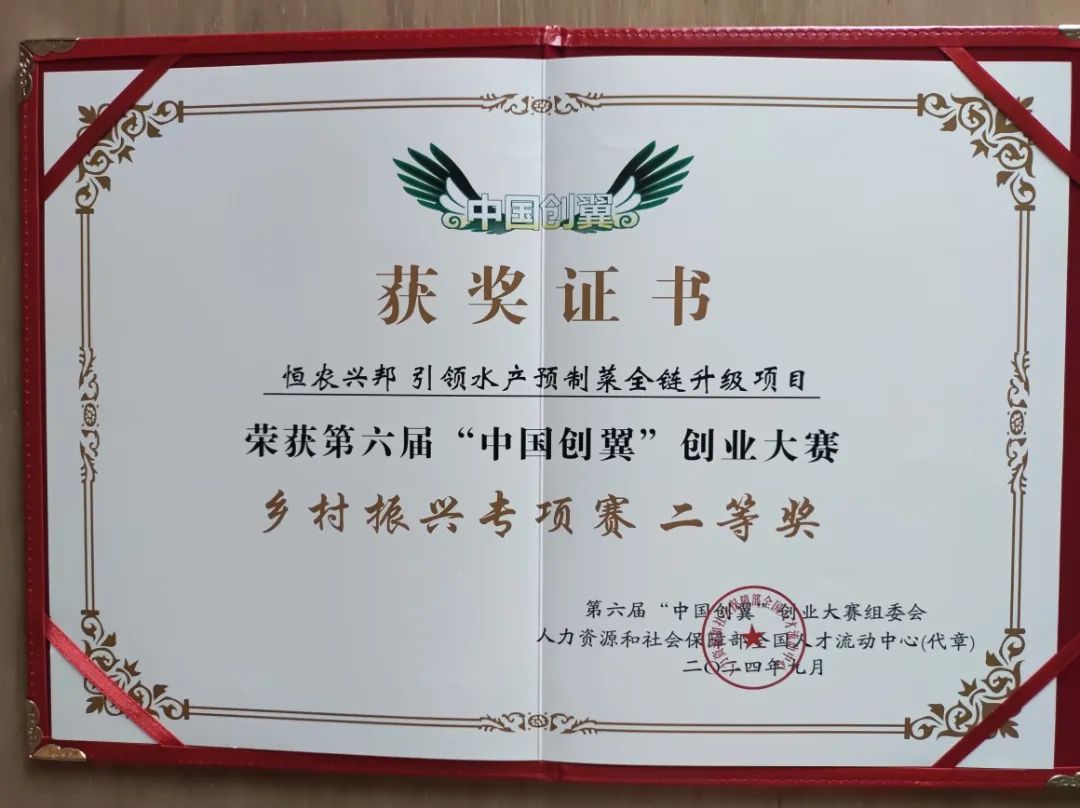 中国创翼
获奖证书
恒农兴邦 引领水产预制菜全链升级项目
荣获第六届“中国创翼”创业大赛
乡村振兴专项赛 二等奖
第六届“中国创翼”创业大赛组委会
人力资源和社会保障部全国人才流动中心(代章)
二〇二四年九月